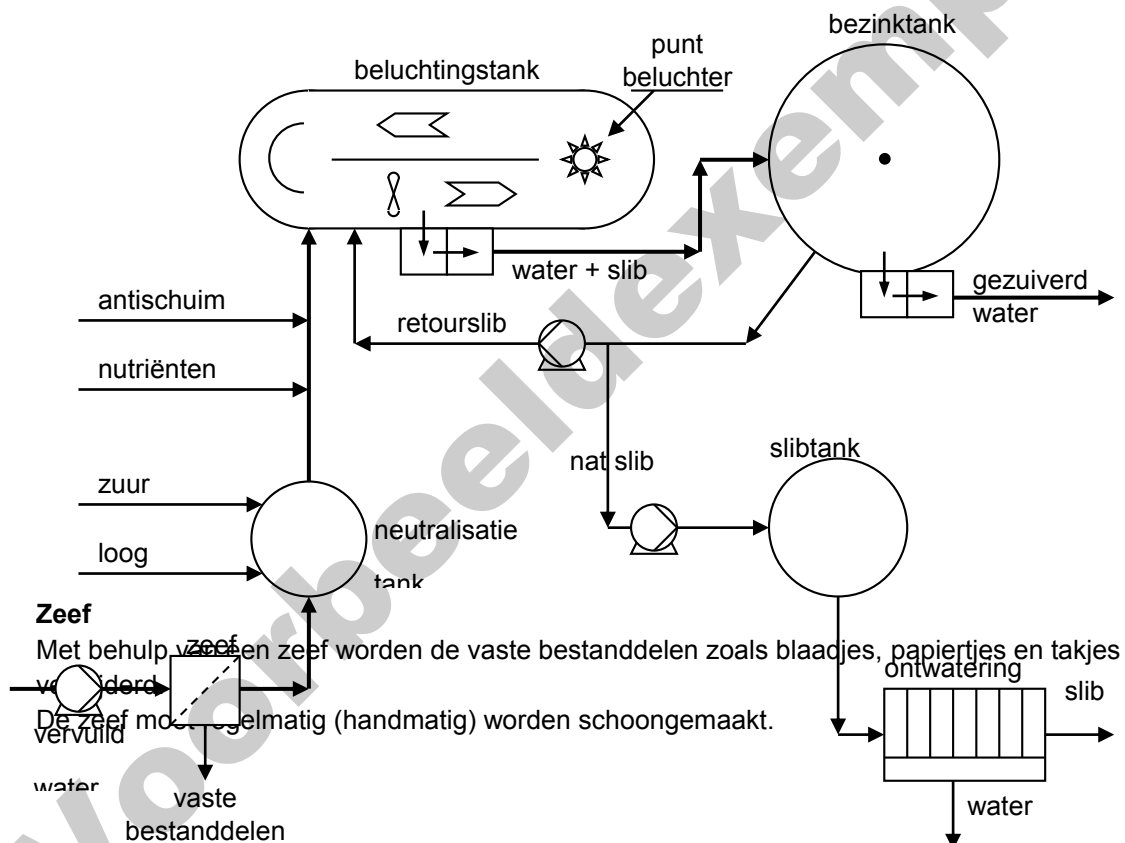 bezinktank
punt
beluchter
beluchtingstank
water + slib
gezuiverd
water
antischuim
retourslib
nutriënten
zuur
nat slib
slibtank
neutralisatie
tank
loog
Zeef
Met behulp van een zeef worden de vaste bestanddelen zoals blaadjes, papiertjes en takjes
zeef
verwijderd
De zeef moet regelmatig (handmatig) worden schoongemaakt.
ontwatering
slib
vervuild
water
vaste
bestanddelen
water
Voorbeeldexemp